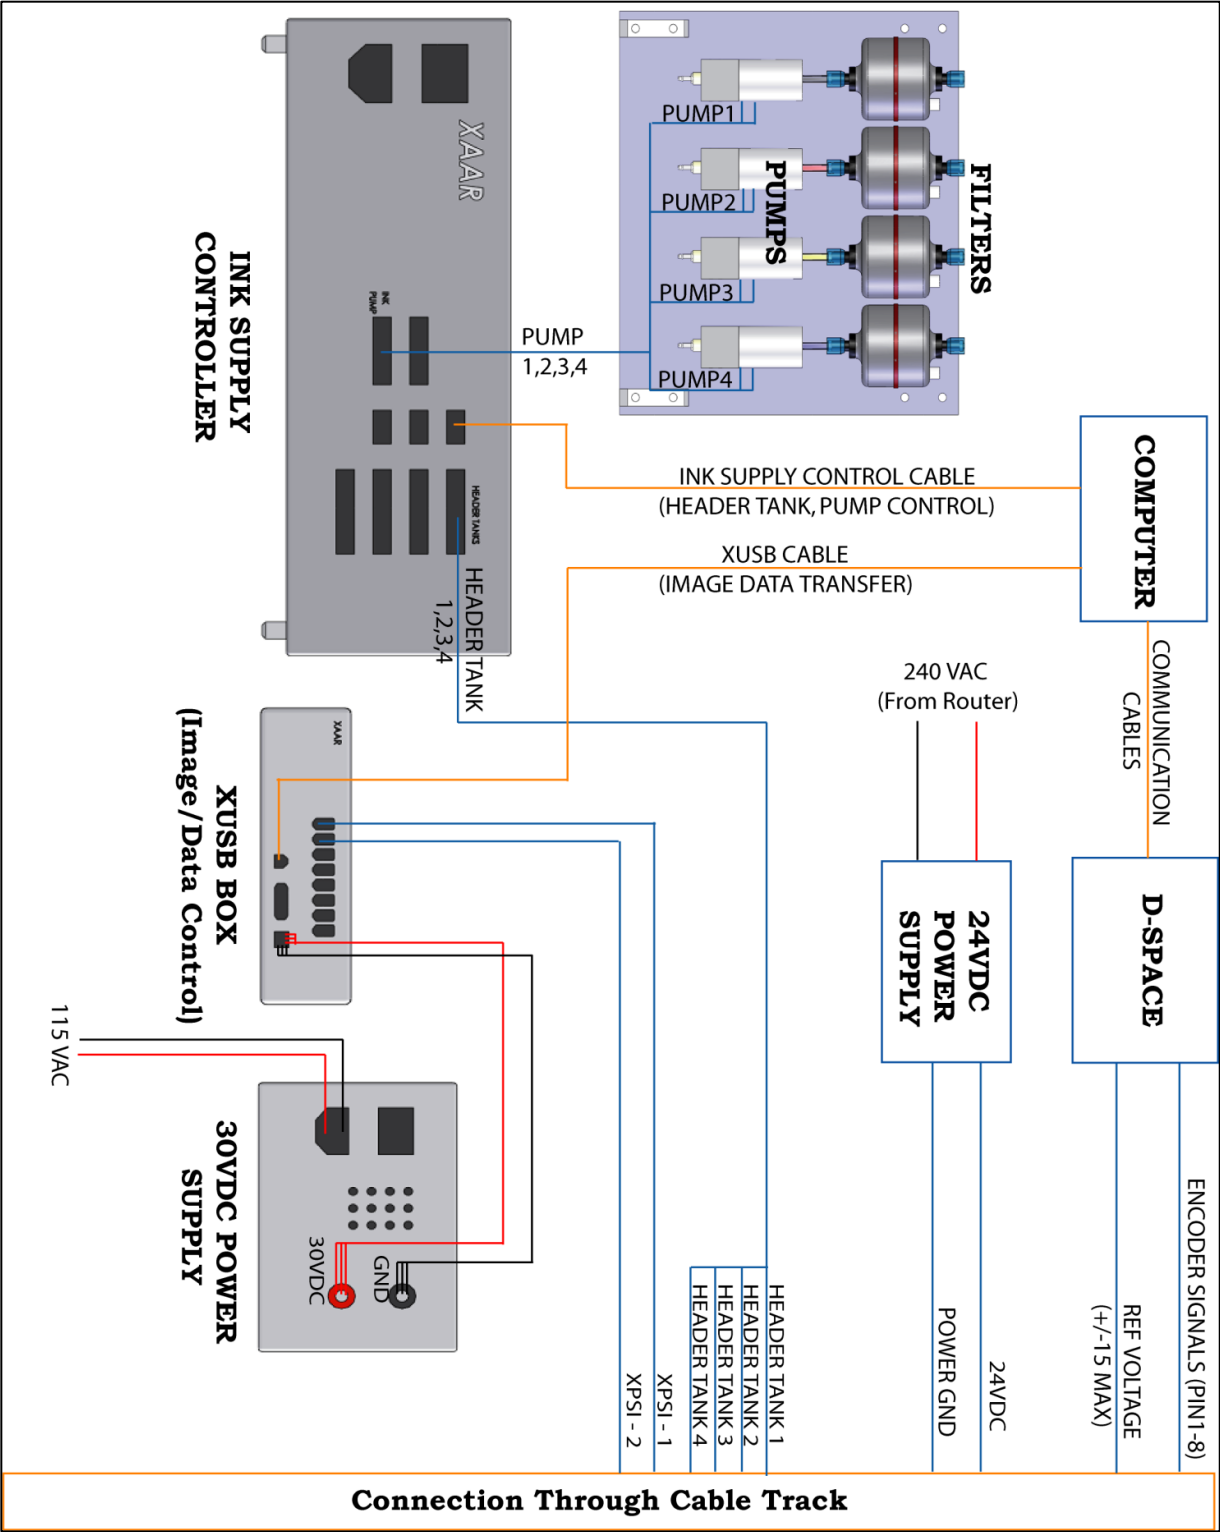 XAAR
INK SUPPLY
CONTROLLER
INK
PUMP
PUMP
1,2,3,4
PUMP1
PUMP2
PUMP3
PUMP4
PUMPS
FILTERS
HEADER TANKS
HEADER TANK
1,2,3,4
INK SUPPLY CONTROL CABLE
(HEADER TANK, PUMP CONTROL)
XUSB CABLE
(IMAGE DATA TRANSFER)
COMPUTER
COMMUNICATION
CABLES
240 VAC
(From Router)
24VDC
POWER
SUPPLY
D-SPACE
XAAR
XUSB BOX
(Image/Data Control)
115 VAC
30VDC POWER
SUPPLY
30VDC
GND
XPSI - 2
XPSI - 1
HEADER TANK 4
HEADER TANK 3
HEADER TANK 2
HEADER TANK 1
POWER GND
24VDC
REF VOLTAGE
(+/-15 MAX)
ENCODER SIGNALS (PIN1-8)
Connection Through Cable Track